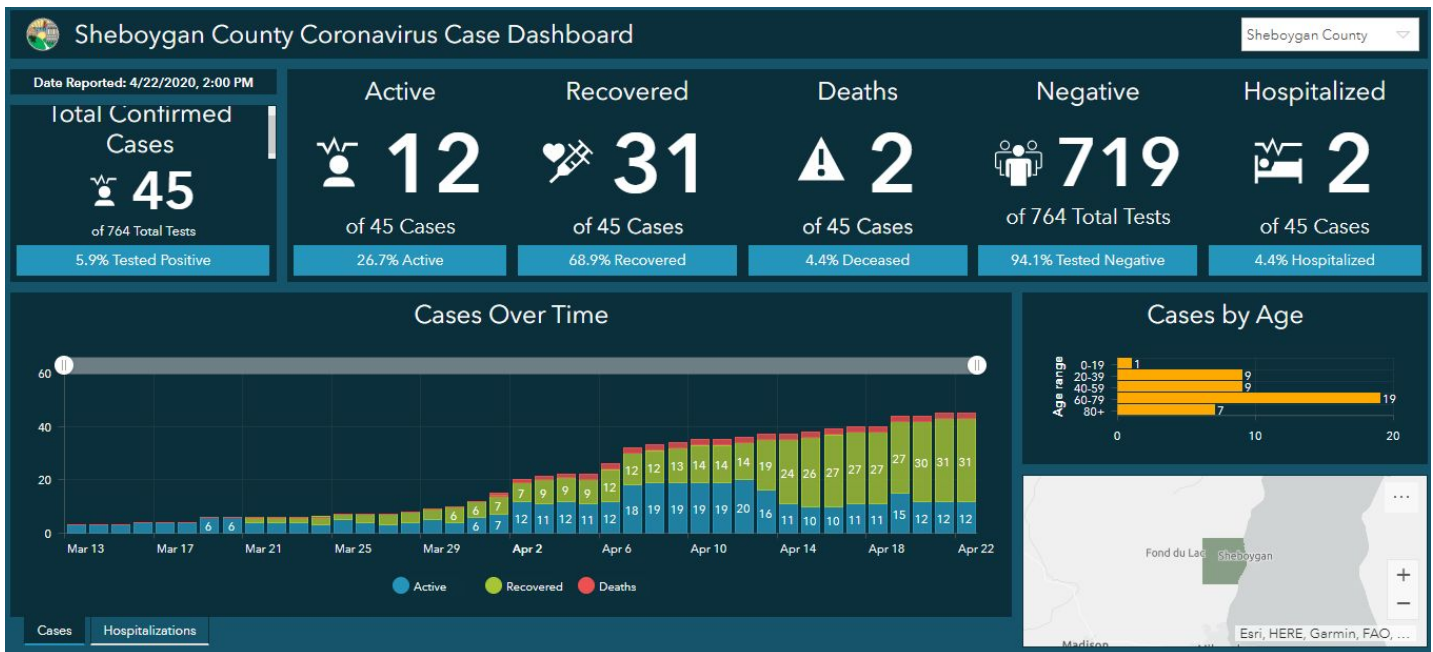 Sheboygan County Coronavirus Case Dashboard
Sheboygan County
Date Reported: 4/22/2020, 2:00 PM
Total Confirmed
Cases
45
of 764 Total Tests
5.9% Tested Positive
Active
12
of 45 Cases
26.7% Active
Recovered
31
of 45 Cases
68.9% Recovered
Deaths
2
of 45 Cases
4.4% Deceased
Negative
719
of 764 Total Tests
94.1% Tested Negative
Hospitalized
2
of 45 Cases
4.4% Hospitalized
Cases Over Time
60
40
20
0
7 9 9 9 12 12 12 13 14 14 14 19 24 26 27 27 27 27 30 31 31
6 6 7
6 6 6 7 12 11 12 11 12 18 19 19 19 19 20 16 11 10 10 11 11 15 12 12 12
Mar 13 Mar 17 Mar 21 Mar 25 Mar 29 Apr 2 Apr 6 Apr 10 Apr 14 Apr 18 Apr 22
Active Recovered Deaths
Cases Hospitalizations
Cases by Age
Age range
0-19 1
20-39 9
40-59 9
60-79 19
80+ 7
0 10 20
Fond du Lac Sheboygan
Madison
+
−
Esri, HERE, Garmin, FAO, ...